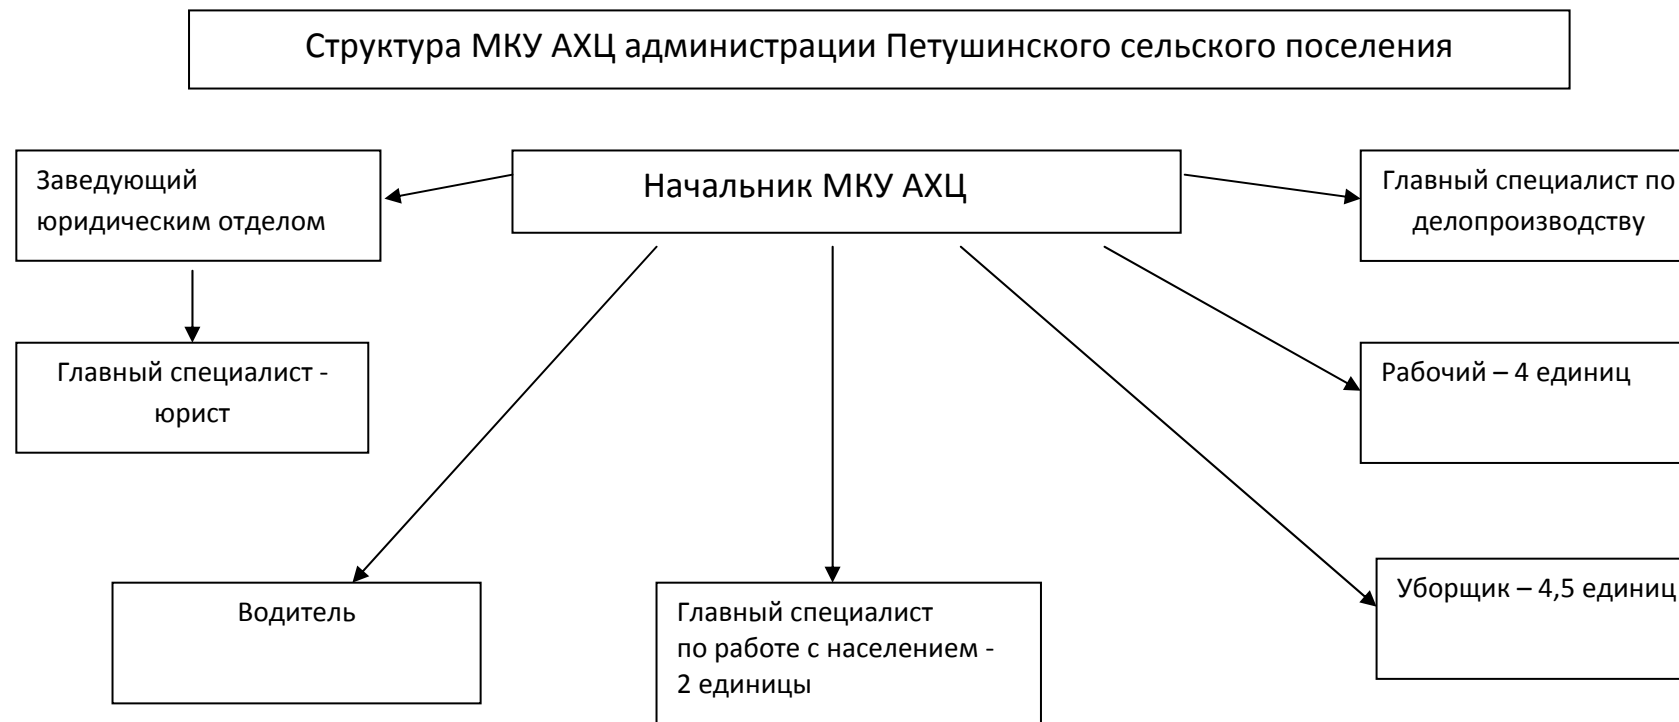 Структура МКУ АХЦ администрации Петушинского сельского поселения
Заведующий
юридическим отделом
Начальник МКУ АХЦ
Главный специалист по
делопроизводству
Главный специалист -
юрист
Рабочий – 4 единиц
Водитель
Главный специалист
по работе с населением -
2 единицы
Уборщик – 4,5 единиц